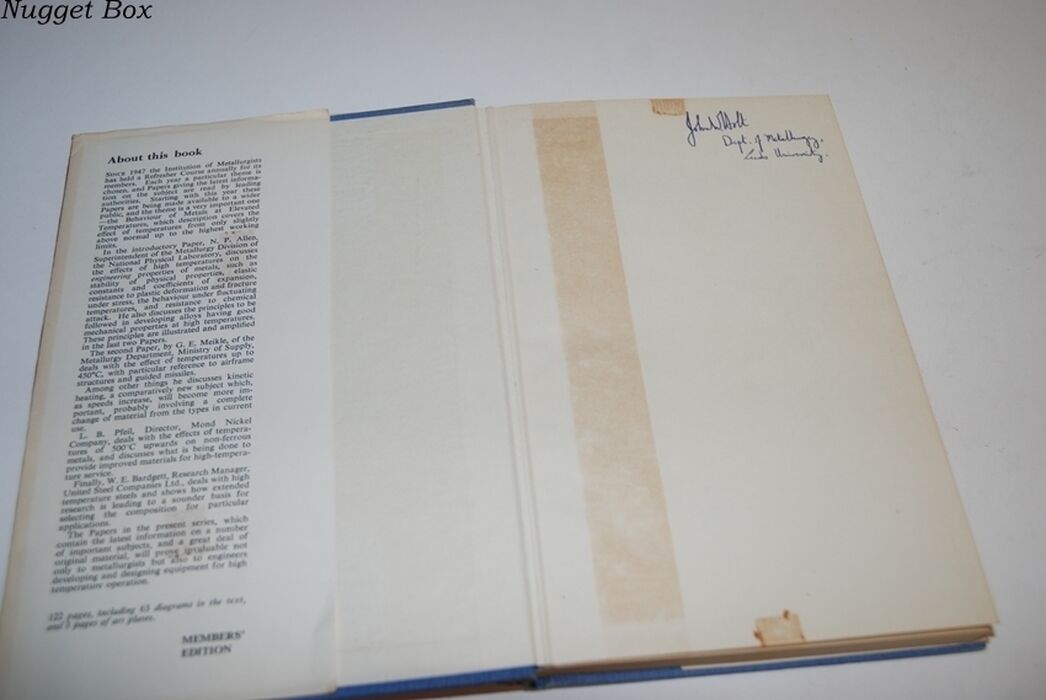 Nugget Box
About this book
SINCE 1947 the Institution of Metallurgists
has held a Refresher Course annually for its
members. Each year a particular theme is
chosen, and Papers giving the latest informa-
tion on the subject are read by leading
authorities. Starting with this year these
Papers are being made available to a wider
public, and the theme is a very important one
—the Behaviour of Metals at Elevated
Temperatures, which description covers the
effect of temperatures from only slightly
above normal up to the highest working
limits.
In the introductory Paper, N. P. Allen,
Superintendent of the Metallurgy Division of
the National Physical Laboratory, discusses
the effects of high temperatures on the
engineering properties of metals, such as
stability of physical properties, elastic
constants and coefficients of expansion,
resistance to plastic deformation and fracture
under stress, the behaviour under fluctuating
temperatures, and resistance to chemical
attack. He also discusses the principles to be
followed in developing alloys having good
mechanical properties at high temperatures.
These principles are illustrated and amplified
in the last two Papers.
The second Paper, by G. E. Meikle, of the
Metallurgy Department, Ministry of Supply,
deals with the effect of temperatures up to
450°C, with particular reference to airframe
structures and guided missiles.
Among other things he discusses kinetic
heating, a comparatively new subject which,
as speeds increase, will become more im-
portant, probably involving a complete
change of material from the types in current
use.
L. B. Pfeil, Director, Mond Nickel
Company, deals with the effects of tempera-
tures of 500°C upwards on non-ferrous
metals, and discusses what is being done to
provide improved materials for high-tempera-
ture service.
Finally, W. E. Bardgett, Research Manager,
United Steel Companies Ltd., deals with high
temperature steels and shows how extended
research is leading to a sounder basis for
selecting the composition for particular
applications.
The Papers in the present series, which
contain the latest information on a number
of important subjects, and a great deal of
original material, will prove invaluable not
only to metallurgists but also to engineers
developing and designing equipment for high
temperature operation.
122 pages, including 63 diagrams in the text,
and 5 pages of art plates.
MEMBERS'
EDITION
John Holt
Dept. of Metallurgy,
Leeds University.